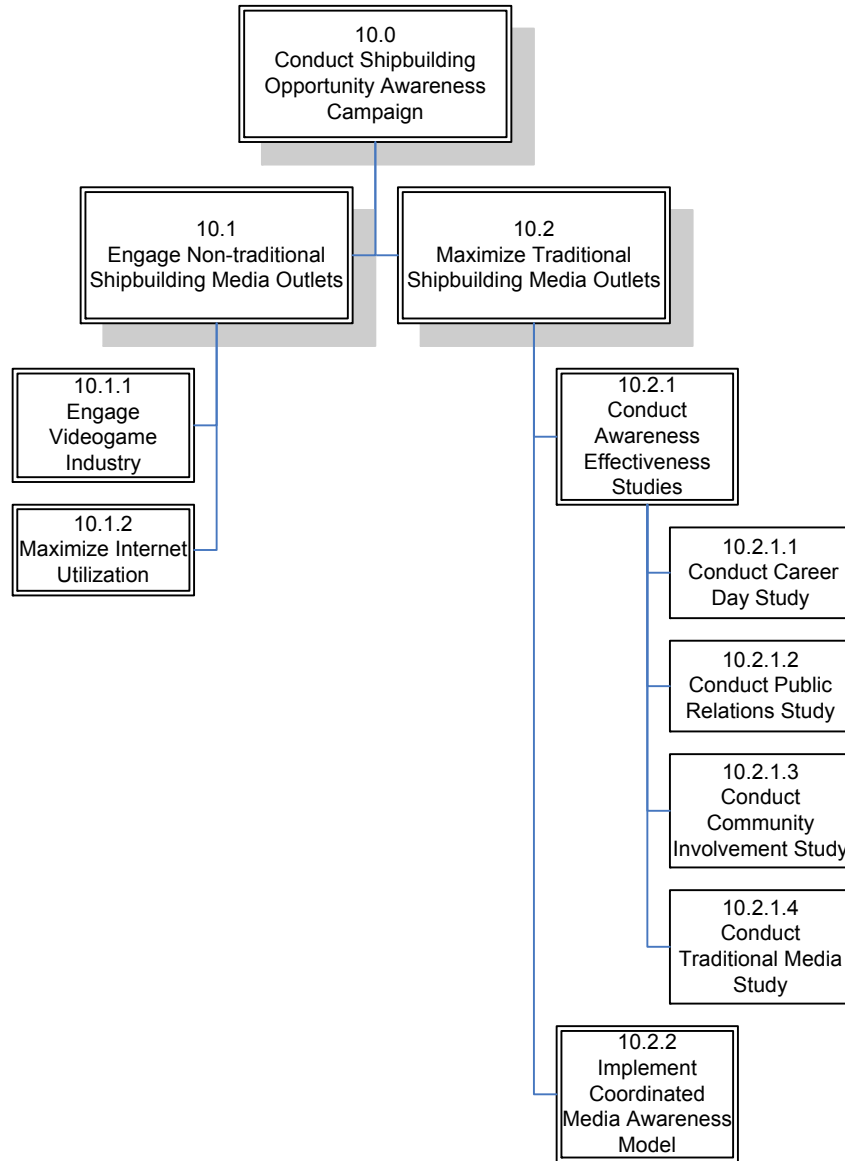 10.0
Conduct Shipbuilding
Opportunity Awareness
Campaign
10.1
Engage Non-traditional
Shipbuilding Media Outlets
10.2
Maximize Traditional
Shipbuilding Media Outlets
10.1.1
Engage
Videogame
Industry
10.1.2
Maximize Internet
Utilization
10.2.1
Conduct
Awareness
Effectiveness
Studies
10.2.1.1
Conduct Career
Day Study
10.2.1.2
Conduct Public
Relations Study
10.2.1.3
Conduct
Community
Involvement Study
10.2.1.4
Conduct
Traditional Media
Study
10.2.2
Implement
Coordinated
Media Awareness
Model